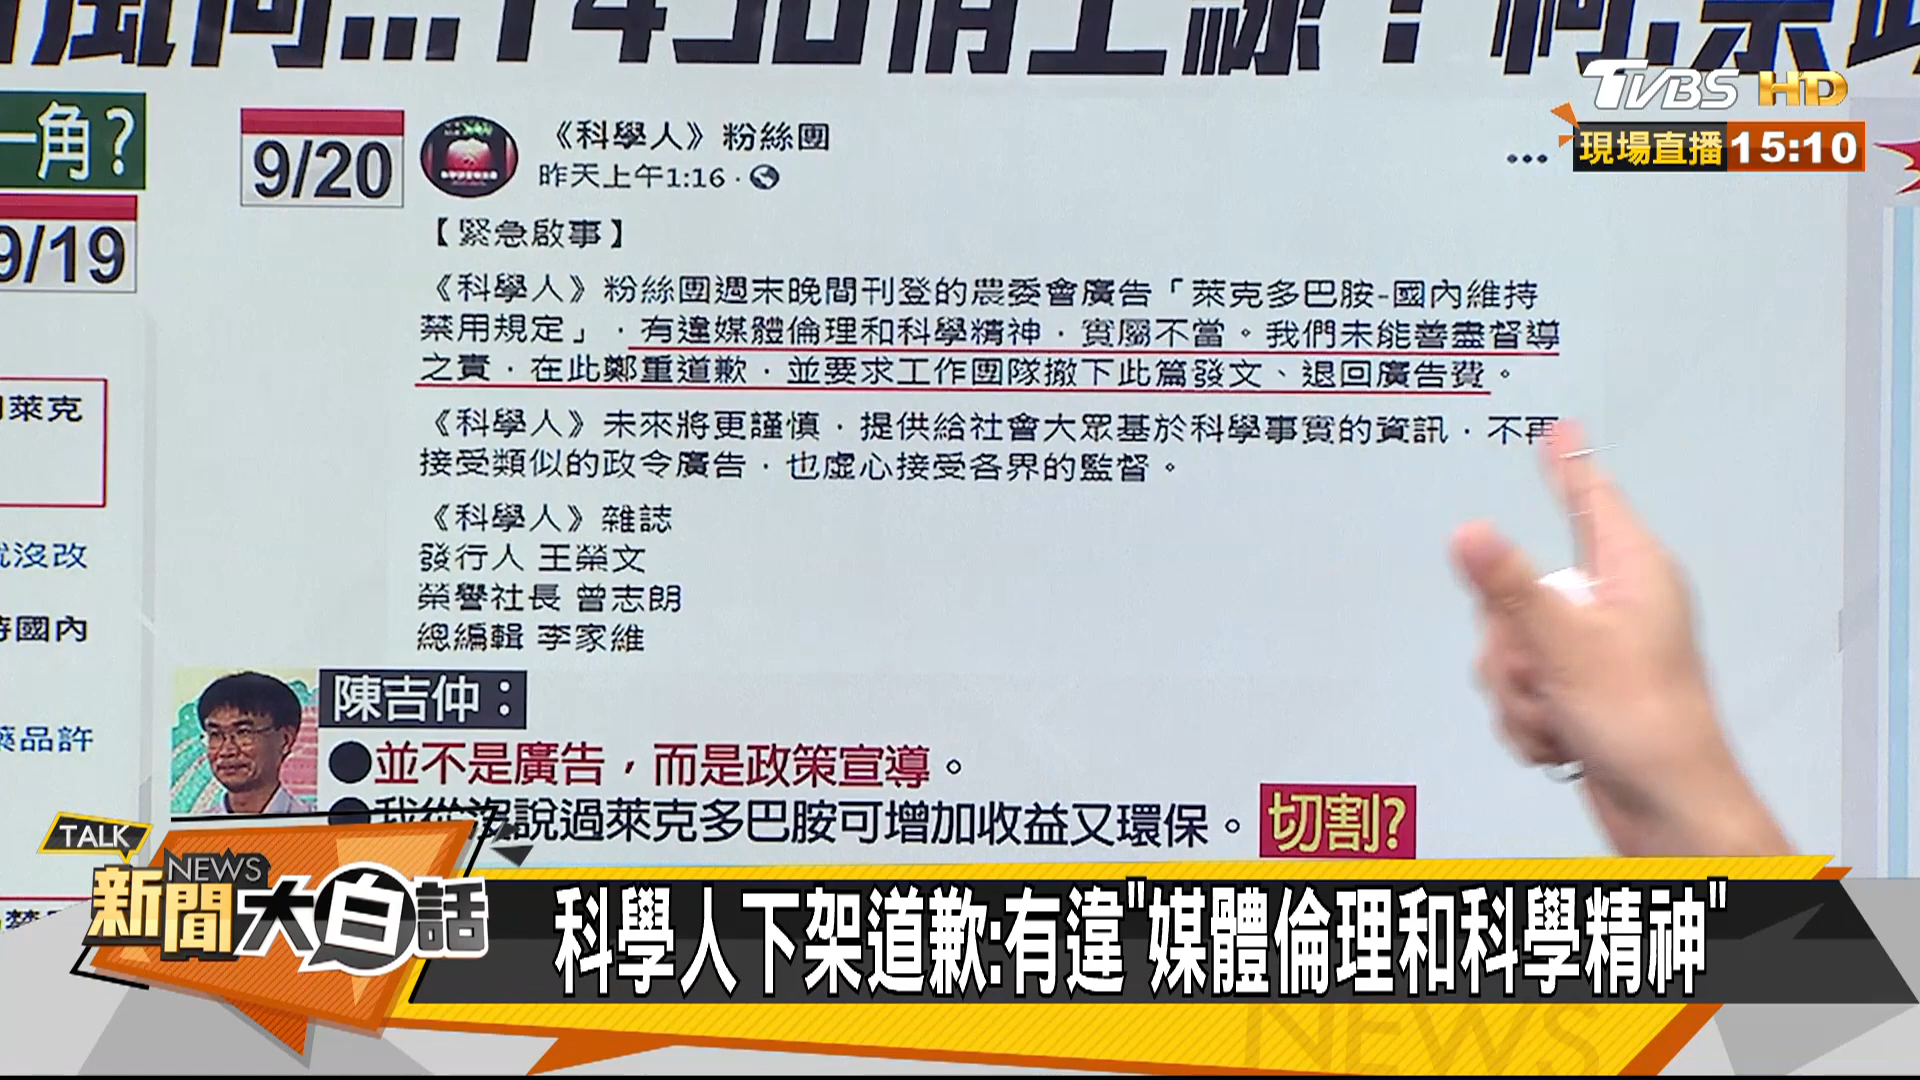 TVBS HD
現場直播 15:10
一角?
9/19
9/20
《科學人》粉絲團
昨天上午1:16
【緊急啟事】
《科學人》粉絲團週末晚間刊登的農委會廣告「萊克多巴胺-國內維持
禁用規定」，有違媒體倫理和科學精神，實屬不當。我們未能善盡督導
之責，在此鄭重道歉，並要求工作團隊撤下此篇發文、退回廣告費。
《科學人》未來將更謹慎，提供給社會大眾基於科學事實的資訊，不再
接受類似的政令廣告，也虛心接受各界的監督。
《科學人》雜誌
發行人 王榮文
榮譽社長 曾志朗
總編輯 李家維
萊克
沒改
國內
藥品許
陳吉仲：
●並不是廣告，而是政策宣導。
●我從沒說過萊克多巴胺可增加收益又環保。
切割?
TALK
NEWS
新聞大白話
科學人下架道歉:有違"媒體倫理和科學精神"
NEWS